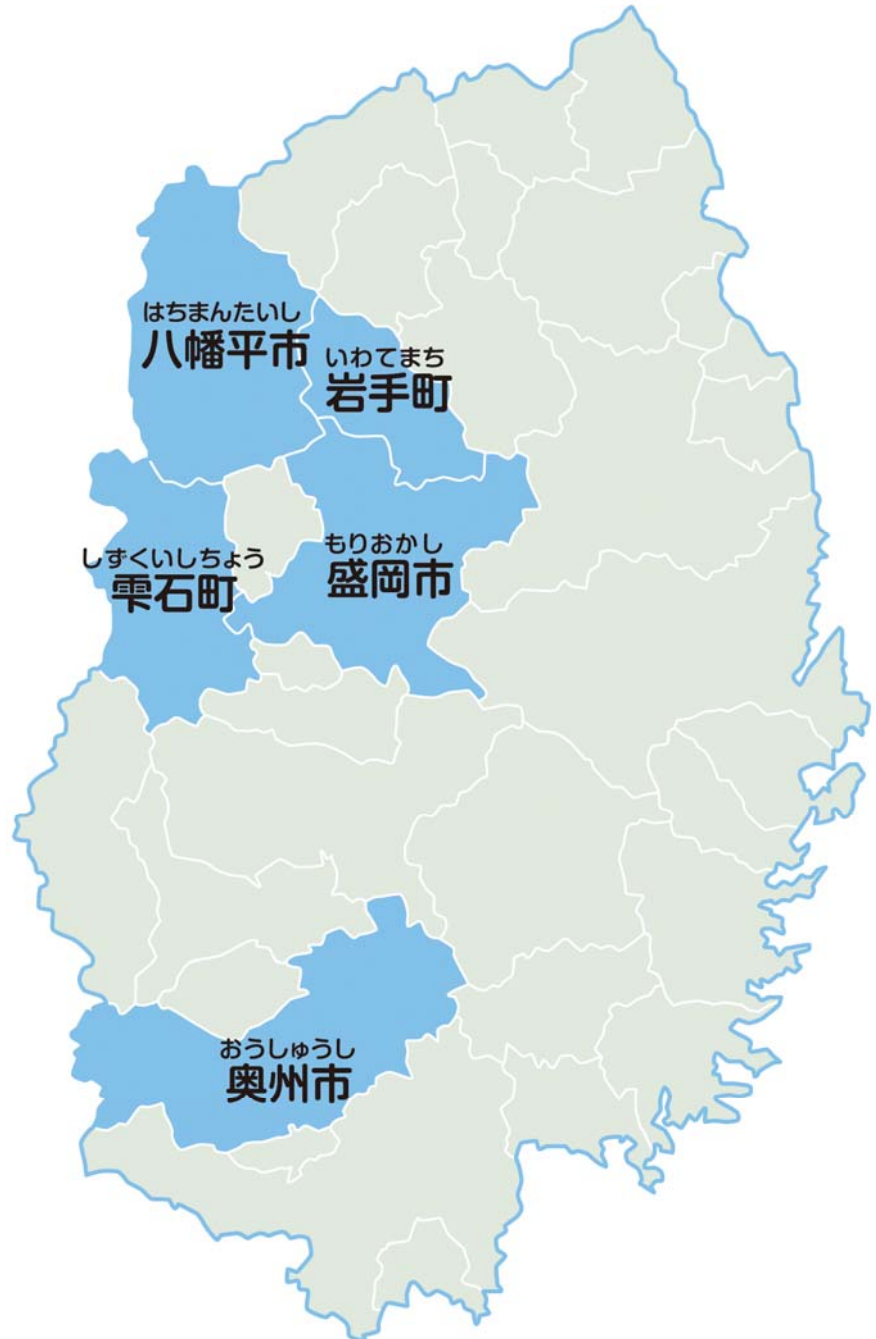 はちまんたいし
八幡平市
いわてまち
岩手町
しずくいしちょう
雫石町
もりおかし
盛岡市
おうしゅうし
奥州市